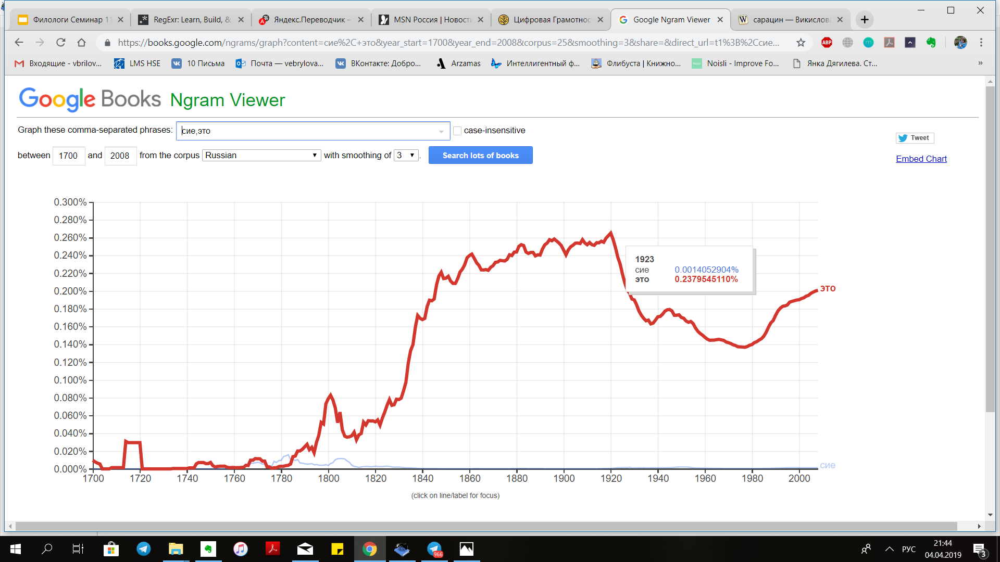 Филологи Семинар 11
RegExr: Learn, Build, &
Яндекс.Переводчик –
MSN Россия | Новости
Цифровая Грамотнос
Google Ngram Viewer
сарацин — Викислова
https://books.google.com/ngrams/graph?content=сие%2C+это&year_start=1700&year_end=2008&corpus=25&smoothing=3&share=&direct_url=t1%3B%2Cсие...
ABP
Входящие - vbrilov...
LMS HSE
10 Письма
Почта — vebrylova...
ВКонтакте: Добро...
Arzamas
Интеллигентный ф...
Флибуста | Книжно...
Noisli - Improve Fo...
Янка Дягилева. Ст...
»
Google Books Ngram Viewer
Graph these comma-separated phrases: сие,это case-insensitive
between 1700 and 2008 from the corpus Russian with smoothing of 3 . Search lots of books
Tweet
Embed Chart
0.300%
0.280%
0.260%
0.240%
0.220%
0.200%
0.180%
0.160%
0.140%
0.120%
0.100%
0.080%
0.060%
0.040%
0.020%
0.000%
1923
сие 0.0014052904%
это 0.2379545110%
это
сие
1700 1720 1740 1760 1780 1800 1820 1840 1860 1880 1900 1920 1940 1960 1980 2000
(click on line/label for focus)
966
РУС
21:44
04.04.2019
3